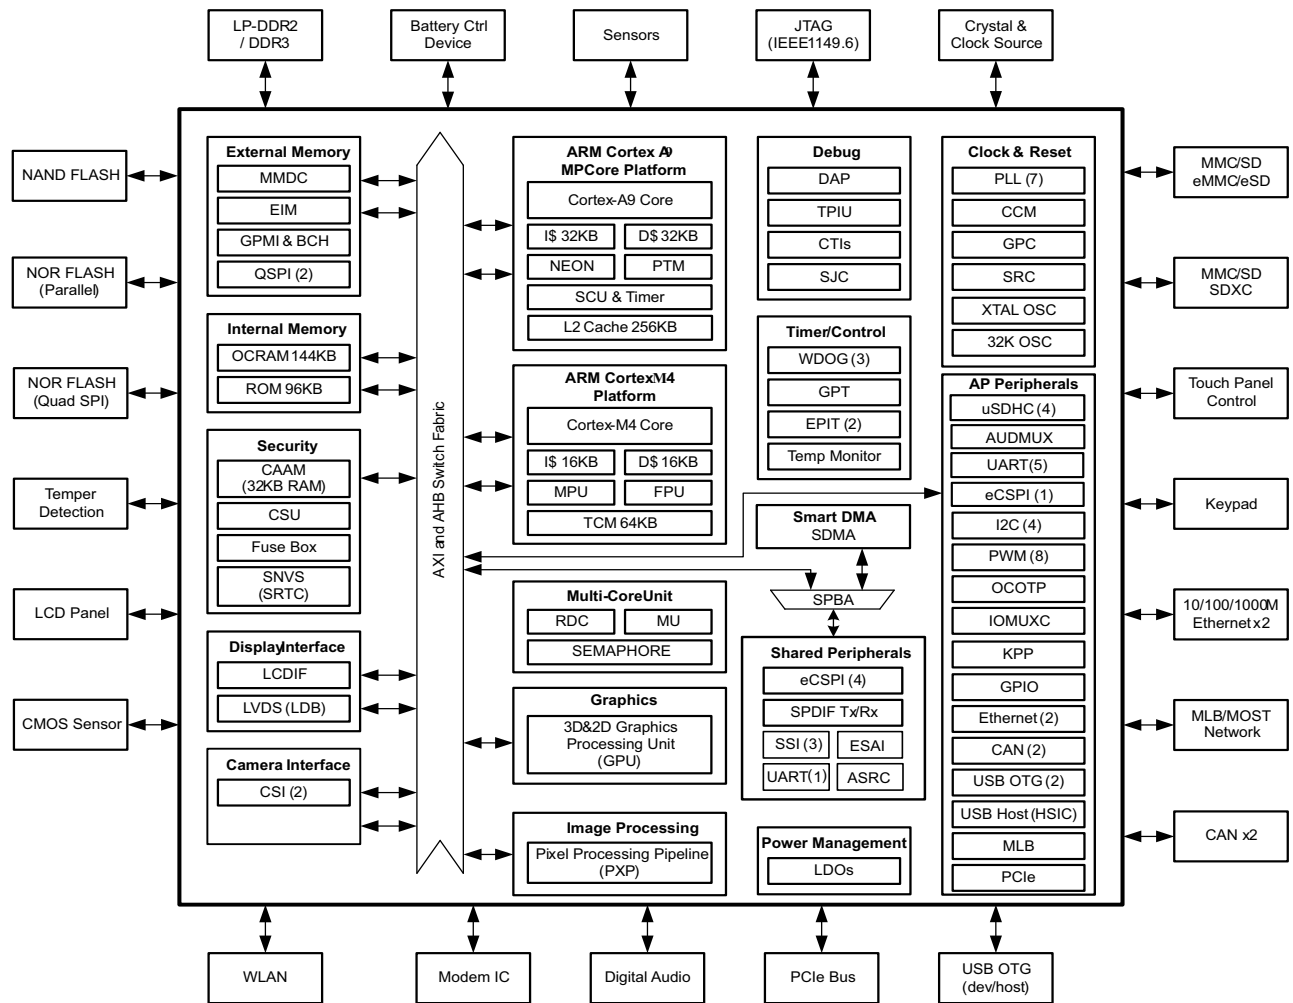 LP-DDR2
/ DDR3
Battery Ctrl
Device
Sensors
JTAG
(IEEE1149.6)
Crystal &
Clock Source
NAND FLASH
NOR FLASH
(Parallel)
NOR FLASH
(Quad SPI)
Temper
Detection
LCD Panel
CMOS Sensor
External Memory
MMDC
EIM
GPMI & BCH
QSPI (2)
Internal Memory
OCRAM 144KB
ROM 96KB
Security
CAAM
(32KB RAM)
CSU
Fuse Box
SNVS
(SRTC)
Display Interface
LCDIF
LVDS (LDB)
Camera Interface
CSI (2)
AXI and AHB Switch Fabric
ARM Cortex A9
MPCore Platform
Cortex-A9 Core
I$ 32KB
D$ 32KB
NEON
PTM
SCU & Timer
L2 Cache 256KB
ARM Cortex M4
Platform
Cortex-M4 Core
I$ 16KB
D$ 16KB
MPU
FPU
TCM 64KB
Multi-Core Unit
RDC
MU
SEMAPHORE
Graphics
3D&2D Graphics
Processing Unit
(GPU)
Image Processing
Pixel Processing Pipeline
(PXP)
Debug
DAP
TPIU
CTIs
SJC
Timer/Control
WDOG (3)
GPT
EPIT (2)
Temp Monitor
Smart DMA
SDMA
SPBA
Shared Peripherals
eCSPI (4)
SPDIF Tx/Rx
SSI (3)
ESAI
UART(1)
ASRC
Power Management
LDOs
Clock & Reset
PLL (7)
CCM
GPC
SRC
XTAL OSC
32K OSC
AP Peripherals
uSDHC (4)
AUDMUX
UART(5)
eCSPI (1)
I2C (4)
PWM (8)
OCOTP
IOMUXC
KPP
GPIO
Ethernet (2)
CAN (2)
USB OTG (2)
USB Host (HSIC)
MLB
PCIe
MMC/SD
eMMC/eSD
MMC/SD
SDXC
Touch Panel
Control
Keypad
10/100/1000M
Ethernet x2
MLB/MOST
Network
CAN x2
WLAN
Modem IC
Digital Audio
PCIe Bus
USB OTG
(dev/host)